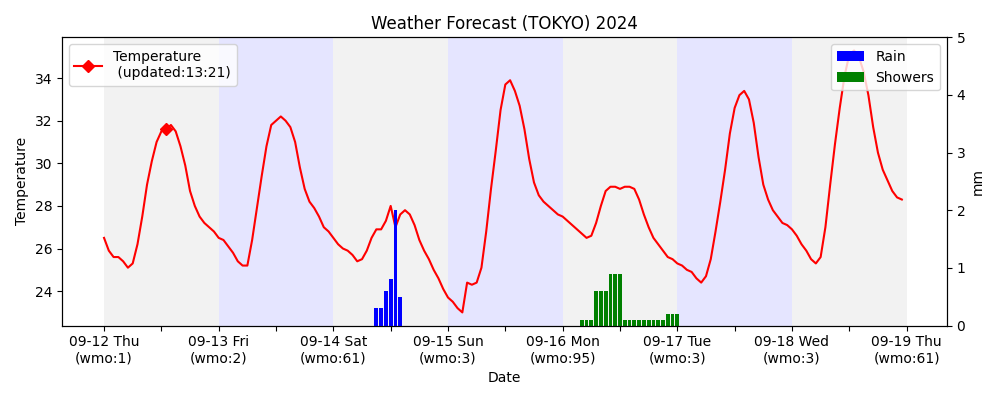 Weather Forecast (TOKYO) 2024
Temperature
(updated:13:21)
Rain
Showers
Temperature
34
32
30
28
26
24
5
4
3
2
1
0
mm
09-12 Thu
(wmo:1)
09-13 Fri
(wmo:2)
09-14 Sat
(wmo:61)
09-15 Sun
(wmo:3)
09-16 Mon
(wmo:95)
09-17 Tue
(wmo:3)
09-18 Wed
(wmo:3)
09-19 Thu
(wmo:61)
Date